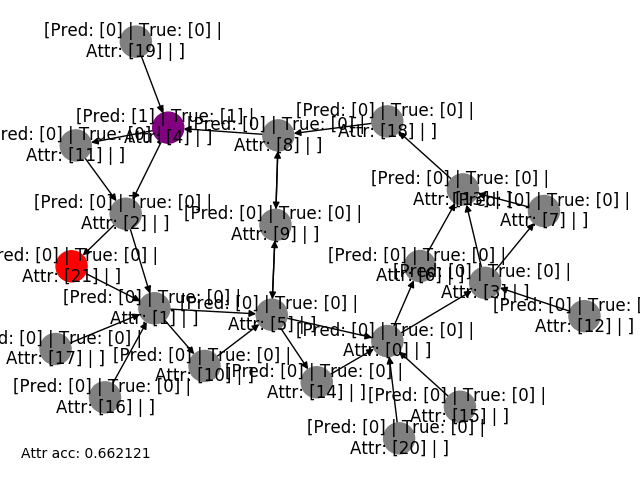 [Pred: [0] | True: [0] |
Attr: [19] | ]
[Pred: [1] | True: [1] |
Attr: [4] | ]
[Pred: [0] | True: [0] |
Attr: [8] | ]
[Pred: [0] | True: [0] |
Attr: [18] | ]
red: [0] | True: [0] |
Attr: [11] | ]
[Pred: [0] | True: [0] |
Attr: [2] | ]
[Pred: [0] | True: [0] |
Attr: [9] | ]
[Pred: [0] | True: [0] |
Attr: [13] | ]
[Pred: [0] | True: [0] |
Attr: [7] | ]
red: [0] | True: [0] |
Attr: [21] | ]
[Pred: [0] | True: [0] |
Attr: [6] | ]
[Pred: [0] | True: [0] |
Attr: [3] | ]
[Pred: [0] | True: [0] |
Attr: [1] | ]
[Pred: [0] | True: [0] |
Attr: [5] | ]
[Pred: [0] | True: [0] |
Attr: [12] | ]
d: [0] | True: [0] |
Attr: [17] | ]
[Pred: [0] | True: [0] |
Attr: [10] | ]
[Pred: [0] | True: [0] |
Attr: [0] | ]
[Pred: [0] | True: [0] |
Attr: [16] | ]
[Pred: [0] | True: [0] |
Attr: [14] | ]
[Pred: [0] | True: [0] |
Attr: [15] | ]
[Pred: [0] | True: [0] |
Attr: [20] | ]
Attr acc: 0.662121